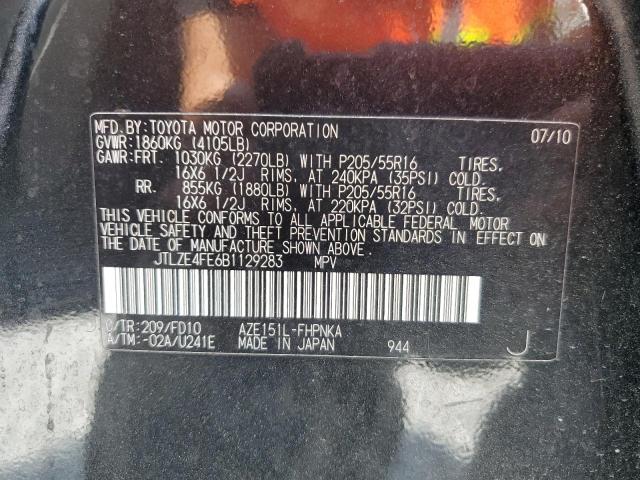 MFD.BY:TOYOTA MOTOR CORPORATION 07/10
GVWR:1860KG (4105LB)
GAWR:FRT. 1030KG (2270LB) WITH P205/55R16 TIRES,
16X6 1/2J RIMS, AT 240KPA (35PSI) COLD.
RR. 855KG (1880LB) WITH P205/55R16 TIRES,
16X6 1/2J RIMS, AT 220KPA (32PSI) COLD.
THIS VEHICLE CONFORMS TO ALL APPLICABLE FEDERAL MOTOR
VEHICLE SAFETY AND THEFT PREVENTION STANDARDS IN EFFECT ON
THE DATE OF MANUFACTURE SHOWN ABOVE.
JTLZE4FE6B1129283 MPV
C/TR:209/FD10 AZE151L-FHPNKA
A/TM:-02A/U241E MADE IN JAPAN 944 J